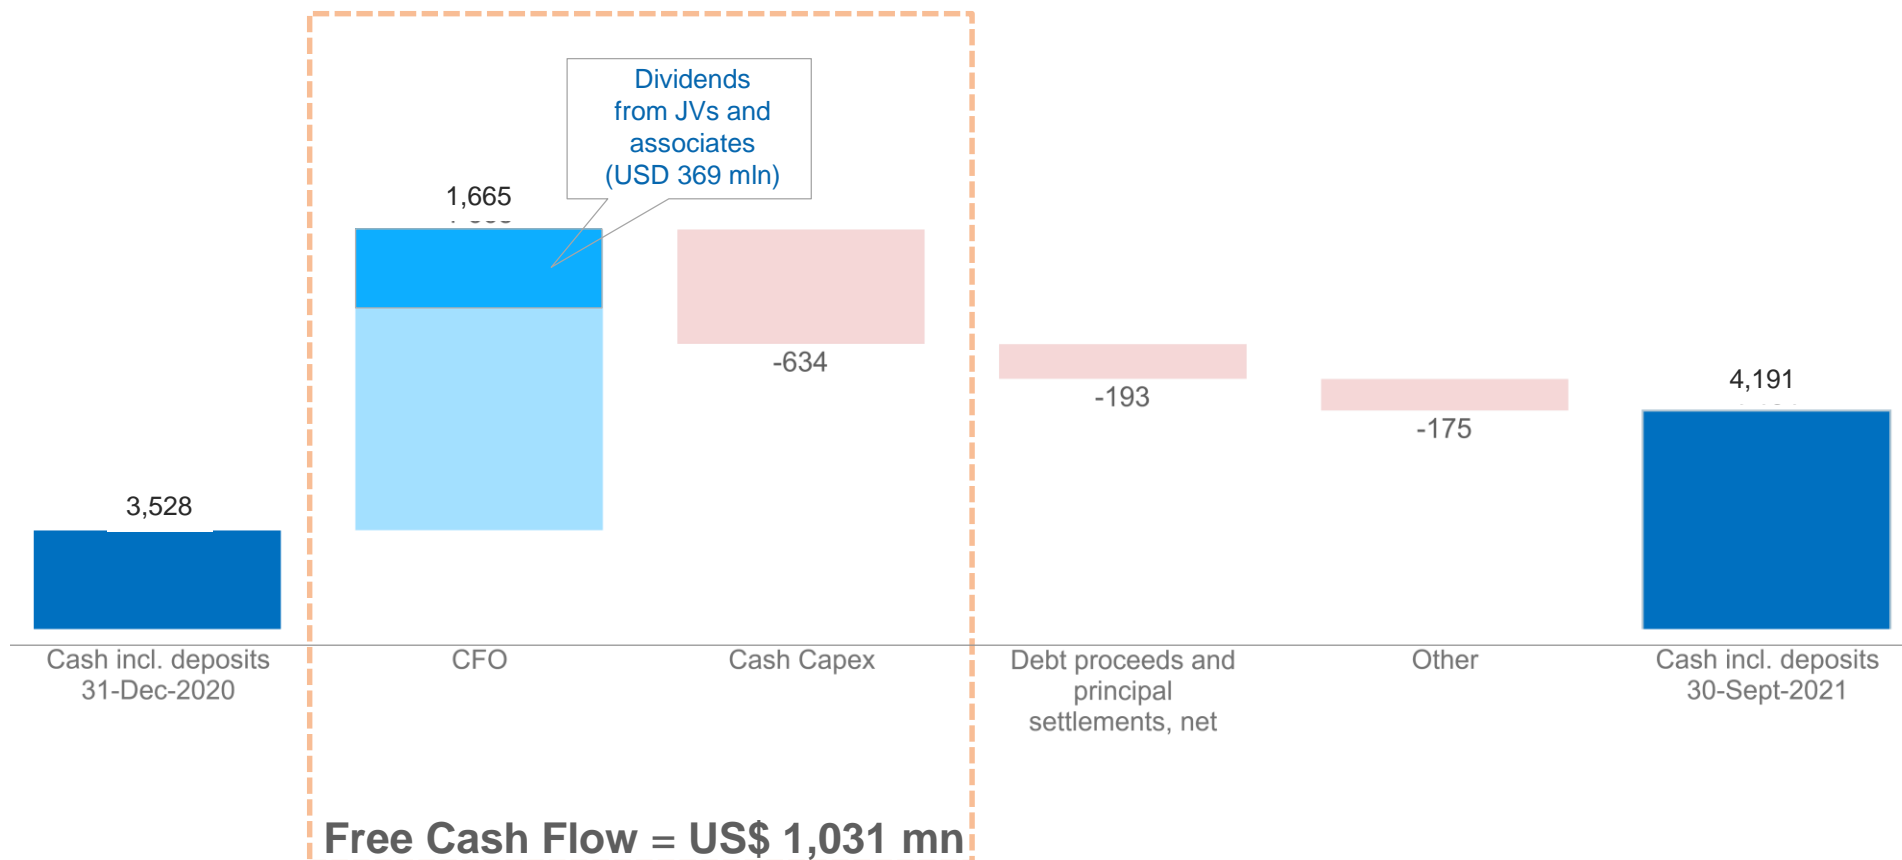 Dividends
from JVs and
associates
(USD 369 mln)
1,665
-634
-193
-175
4,191
3,528
Cash incl. deposits
31-Dec-2020
CFO
Cash Capex
Debt proceeds and
principal
settlements, net
Other
Cash incl. deposits
30-Sept-2021
Free Cash Flow = US$ 1,031 mn